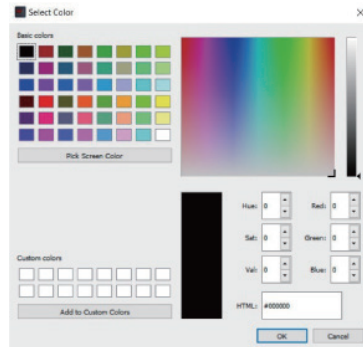 Select Color
Basic colors
Pick Screen Color
Hue: 0 Red: 0
Sat: 0 Green: 0
Val: 0 Blue: 0
Custom colors
HTML: #000000
Add to Custom Colors
OK Cancel